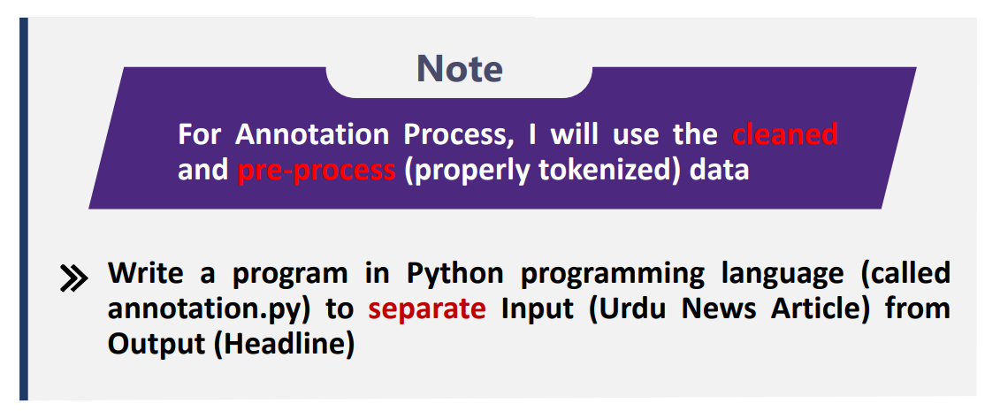 Note
For Annotation Process, I will use the cleaned
and pre-process (properly tokenized) data
Write a program in Python programming language (called
annotation.py) to separate Input (Urdu News Article) from
Output (Headline)